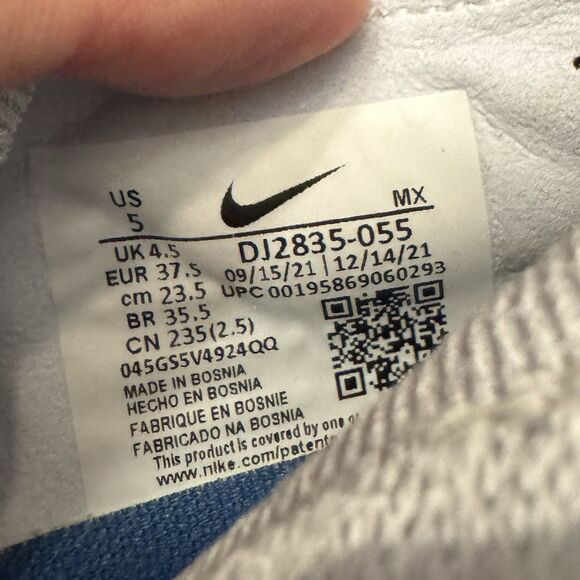 US MX
5
UK 4.5 DJ2835-055
EUR 37.5 09/15/21 | 12/14/21
cm 23.5 UPC 00195869060293
BR 35.5
CN 235(2.5)
045GS5V4924QQ
MADE IN BOSNIA
HECHO EN BOSNIA
FABRIQUE EN BOSNIE
FABRICADO NA BOSNIA
This product is covered by one or
www.nike.com/patent